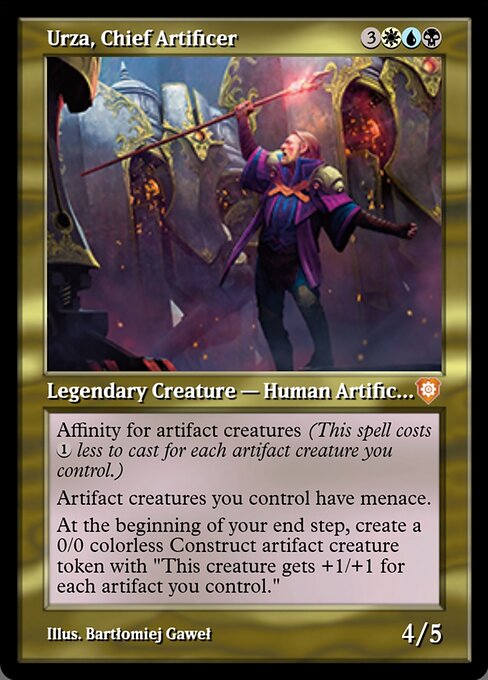 Urza, Chief Artificer 3
Legendary Creature — Human Artific...
Affinity for artifact creatures (This spell costs
1 less to cast for each artifact creature you
control.)
Artifact creatures you control have menace.
At the beginning of your end step, create a
0/0 colorless Construct artifact creature
token with "This creature gets +1/+1 for
each artifact you control."
Illus. Bartłomiej Gaweł 4/5